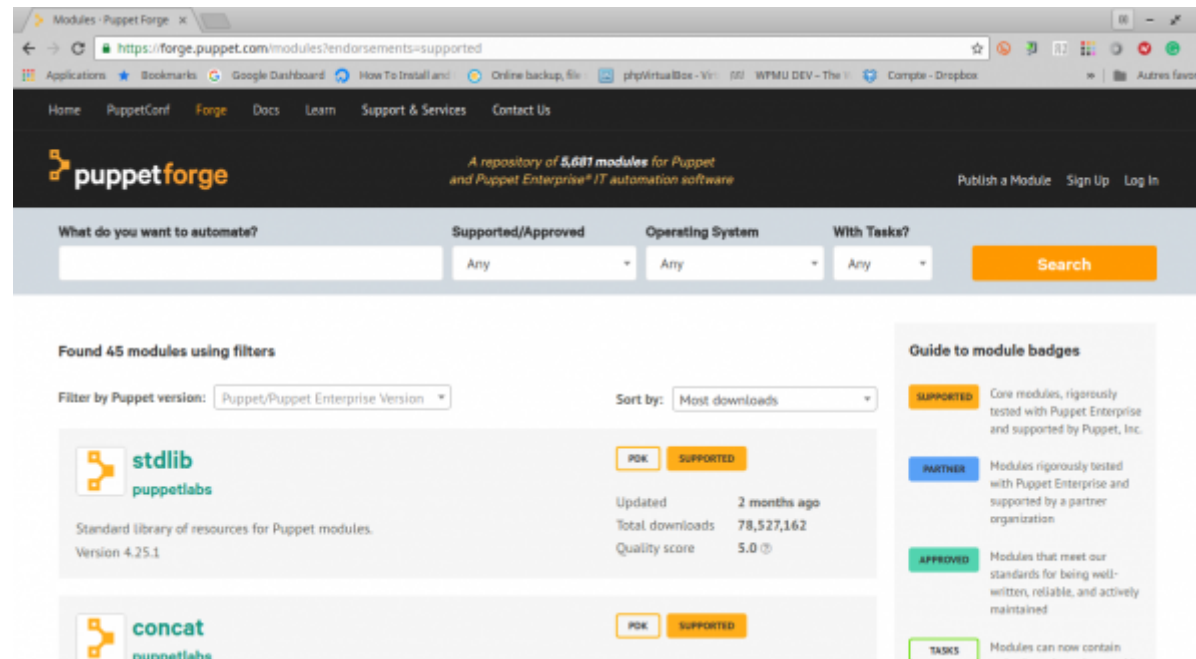 Modules · Puppet Forge
https://forge.puppet.com/modules?endorsements=supported
Applications Bookmarks Google Dashboard How To Install and Online backup, file phpVirtualBox - Vir WPMU DEV – The Compte - Dropbox » Autres favor
Home PuppetConf Forge Docs Learn Support & Services Contact Us
puppetforge
A repository of 5,681 modules for Puppet
and Puppet Enterprise® IT automation software
Publish a Module Sign Up Log In
What do you want to automate? Supported/Approved Operating System With Tasks?
Any Any Any Search
Found 45 modules using filters
Filter by Puppet version: Puppet/Puppet Enterprise Version Sort by: Most downloads
stdlib
puppetlabs
Standard library of resources for Puppet modules.
Version 4.25.1
PDK SUPPORTED
Updated 2 months ago
Total downloads 78,527,162
Quality score 5.0
concat
puppetlabs
PDK SUPPORTED
Guide to module badges
SUPPORTED Core modules, rigorously
tested with Puppet Enterprise
and supported by Puppet, Inc.
PARTNER Modules rigorously tested
with Puppet Enterprise and
supported by a partner
organization
APPROVED Modules that meet our
standards for being well-
written, reliable, and actively
maintained
TASKS Modules can now contain